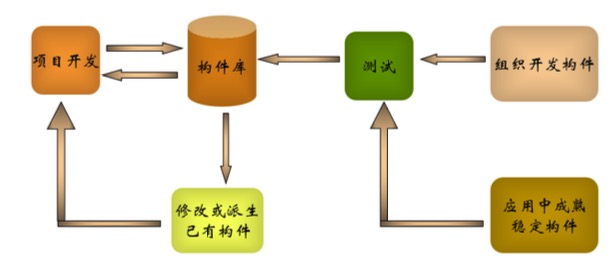 项目开发
构件库
测试
组织开发构件
修改或派生
已有构件
应用中成熟
稳定构件